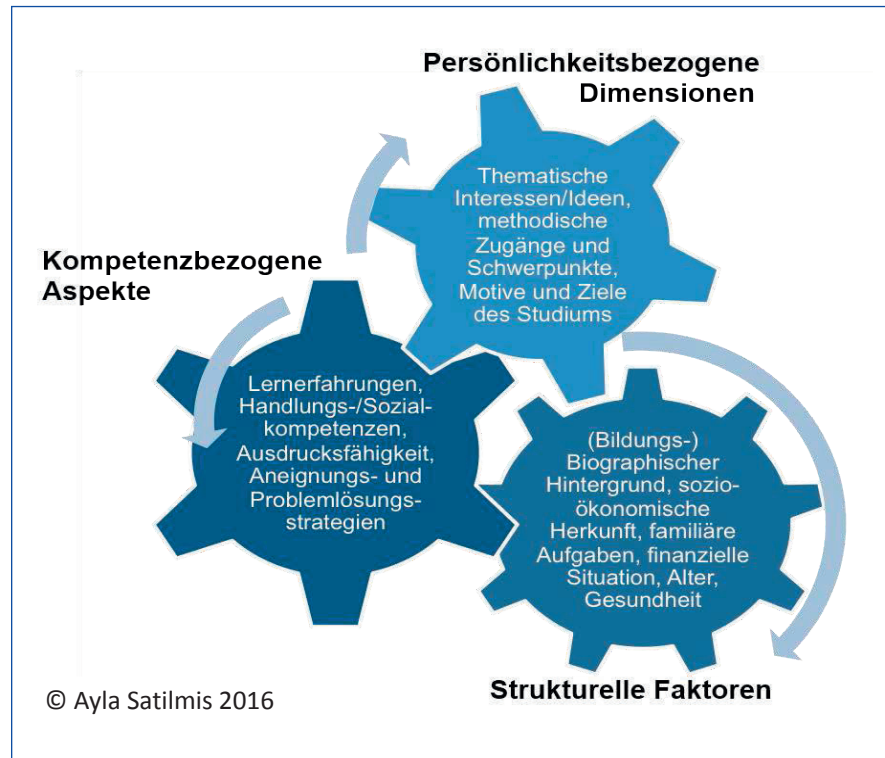 Persönlichkeitsbezogene
Dimensionen
Thematische
Interessen/Ideen,
methodische
Zugänge und
Schwerpunkte,
Motive und Ziele
des Studiums
Kompetenzbezogene
Aspekte
Lernerfahrungen,
Handlungs-/Sozial-
kompetenzen,
Ausdrucksfähigkeit,
Aneignungs- und
Problemlösungs-
strategien
(Bildungs-)
Biographischer
Hintergrund, sozio-
ökonomische
Herkunft, familiäre
Aufgaben, finanzielle
Situation, Alter,
Gesundheit
Strukturelle Faktoren
© Ayla Satilmis 2016